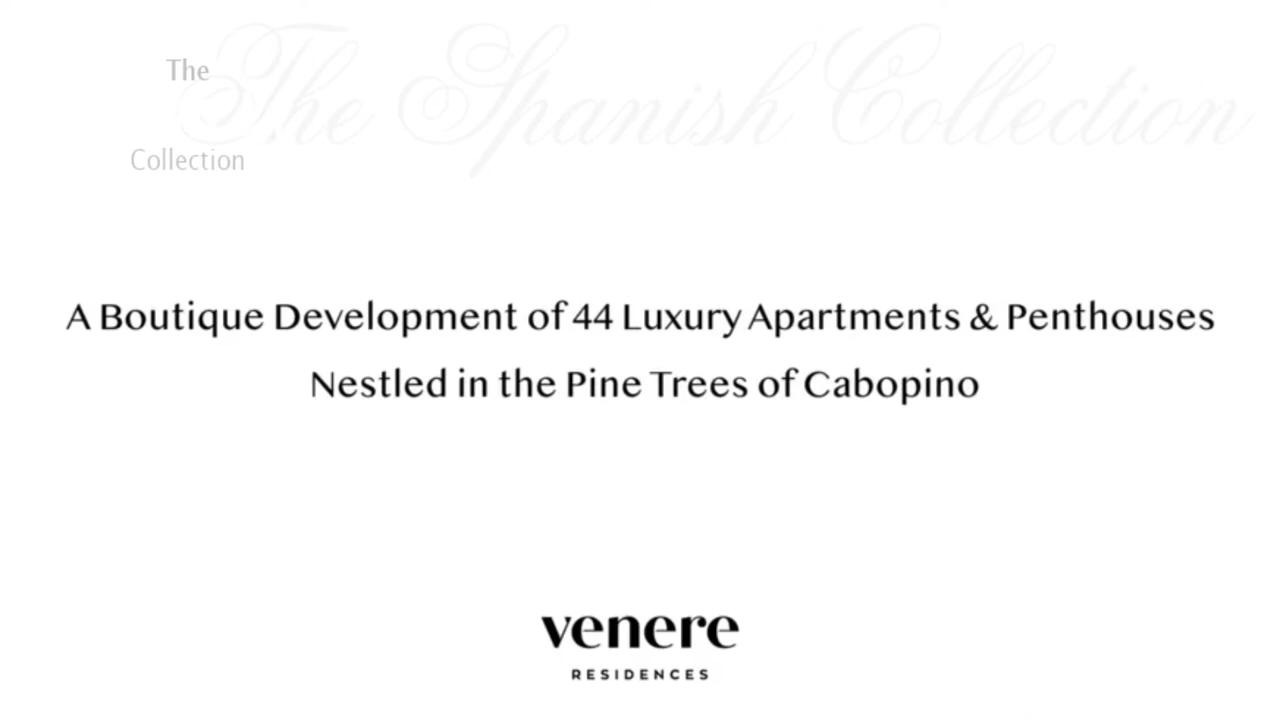 The Spanish Collection
The
Collection
A Boutique Development of 44 Luxury Apartments & Penthouses
Nestled in the Pine Trees of Cabopino
venere
RESIDENCES